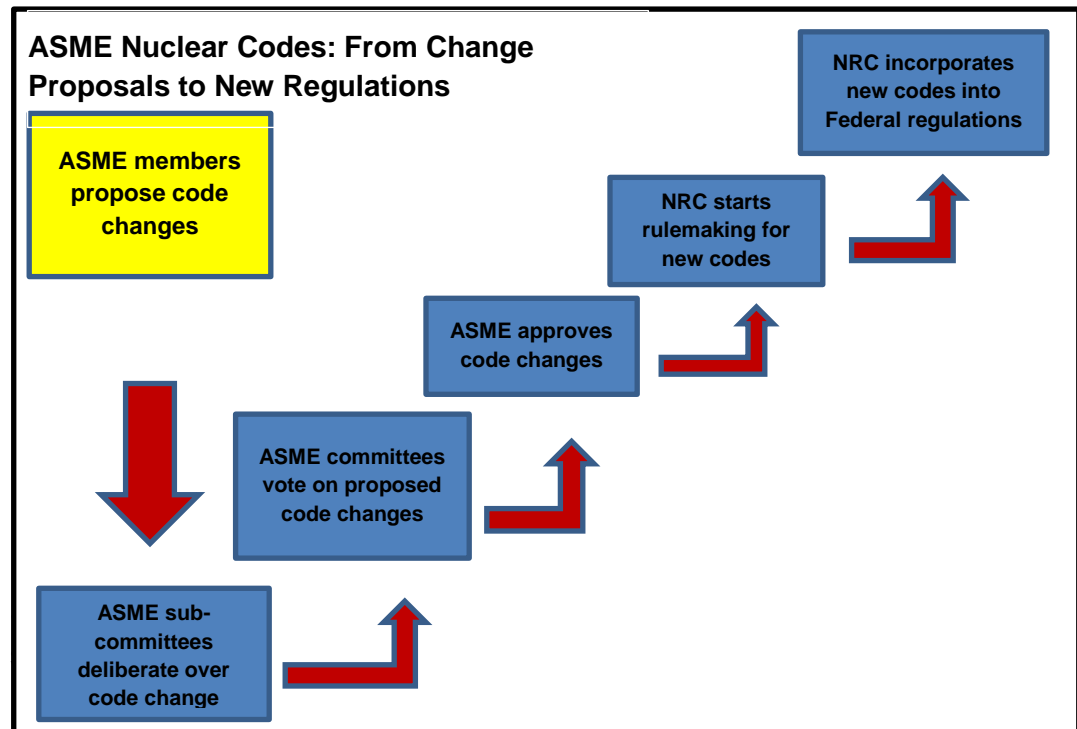 ASME Nuclear Codes: From Change
Proposals to New Regulations
ASME members
propose code
changes
ASME sub-
committees
deliberate over
code change
ASME committees
vote on proposed
code changes
ASME approves
code changes
NRC starts
rulemaking for
new codes
NRC incorporates
new codes into
Federal regulations